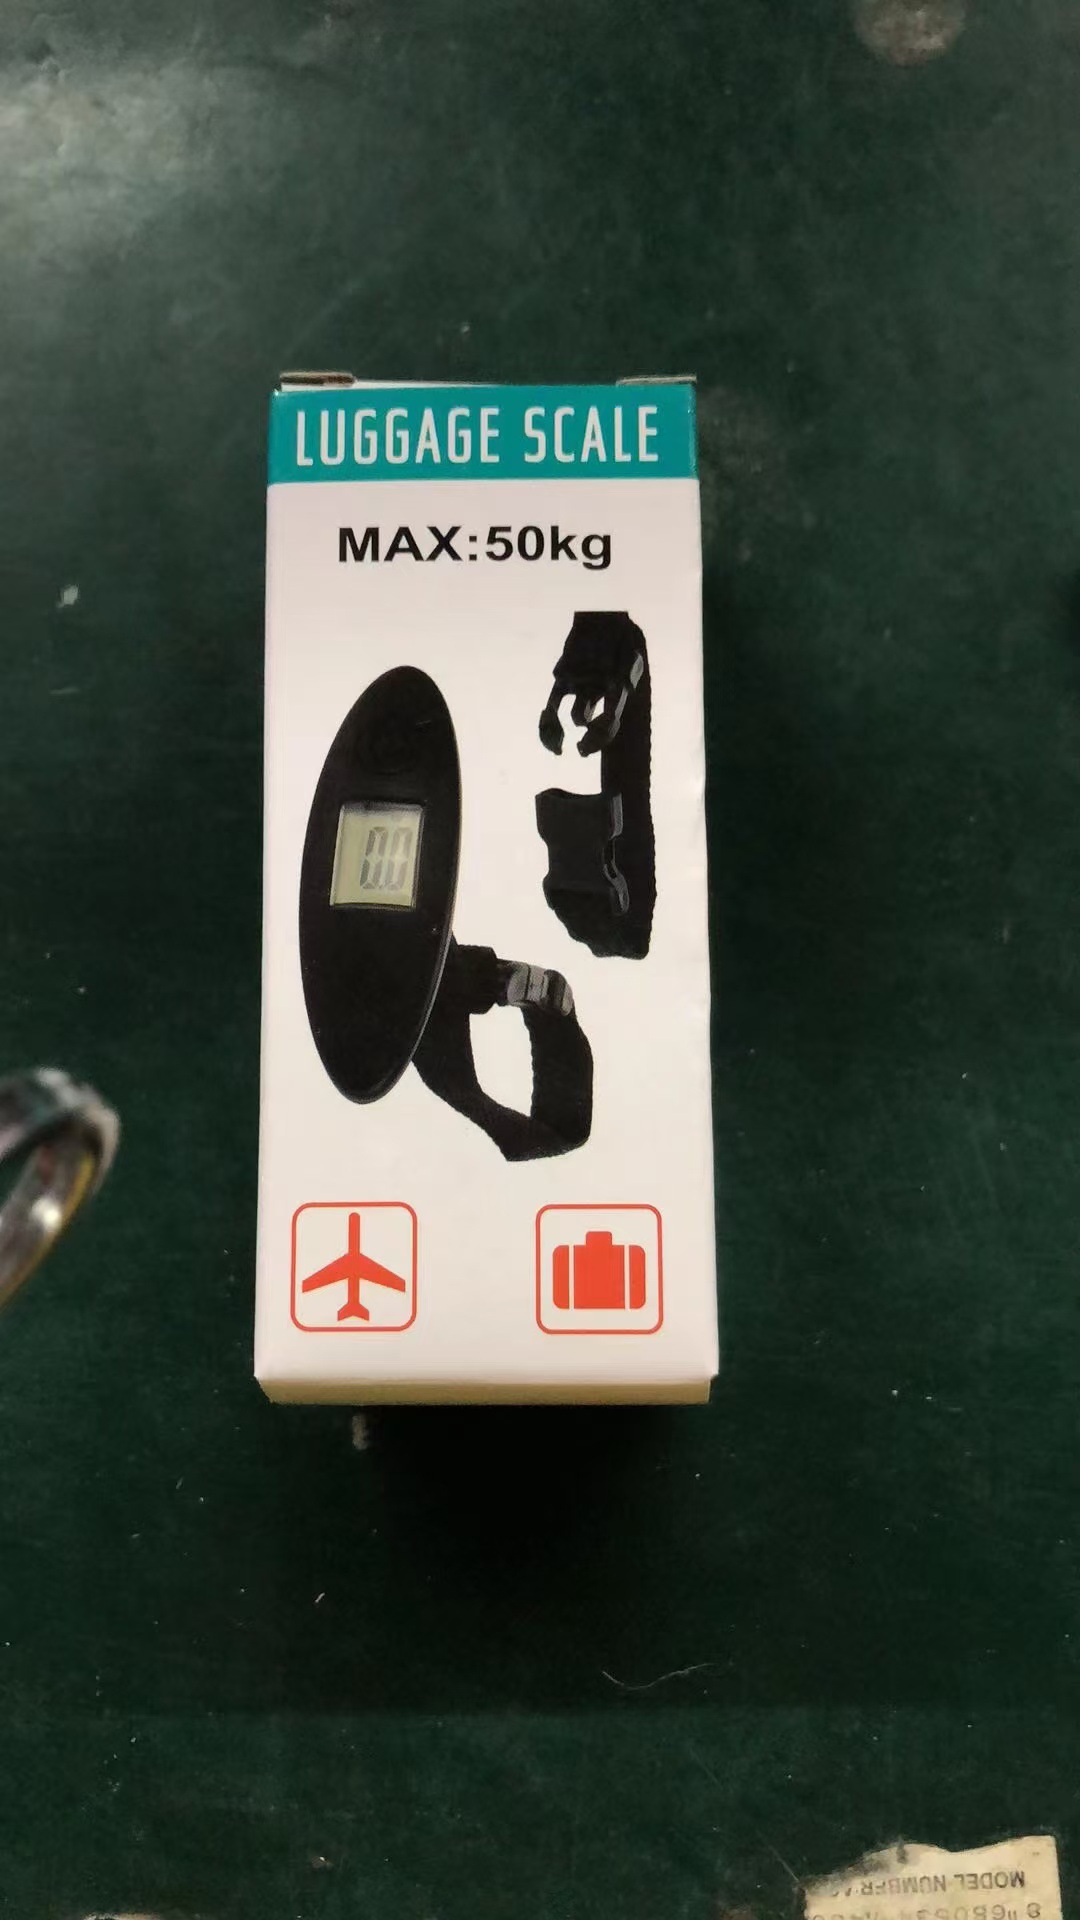 LUGGAGE SCALE
MAX:50kg
0.0
MODEL NUMBER